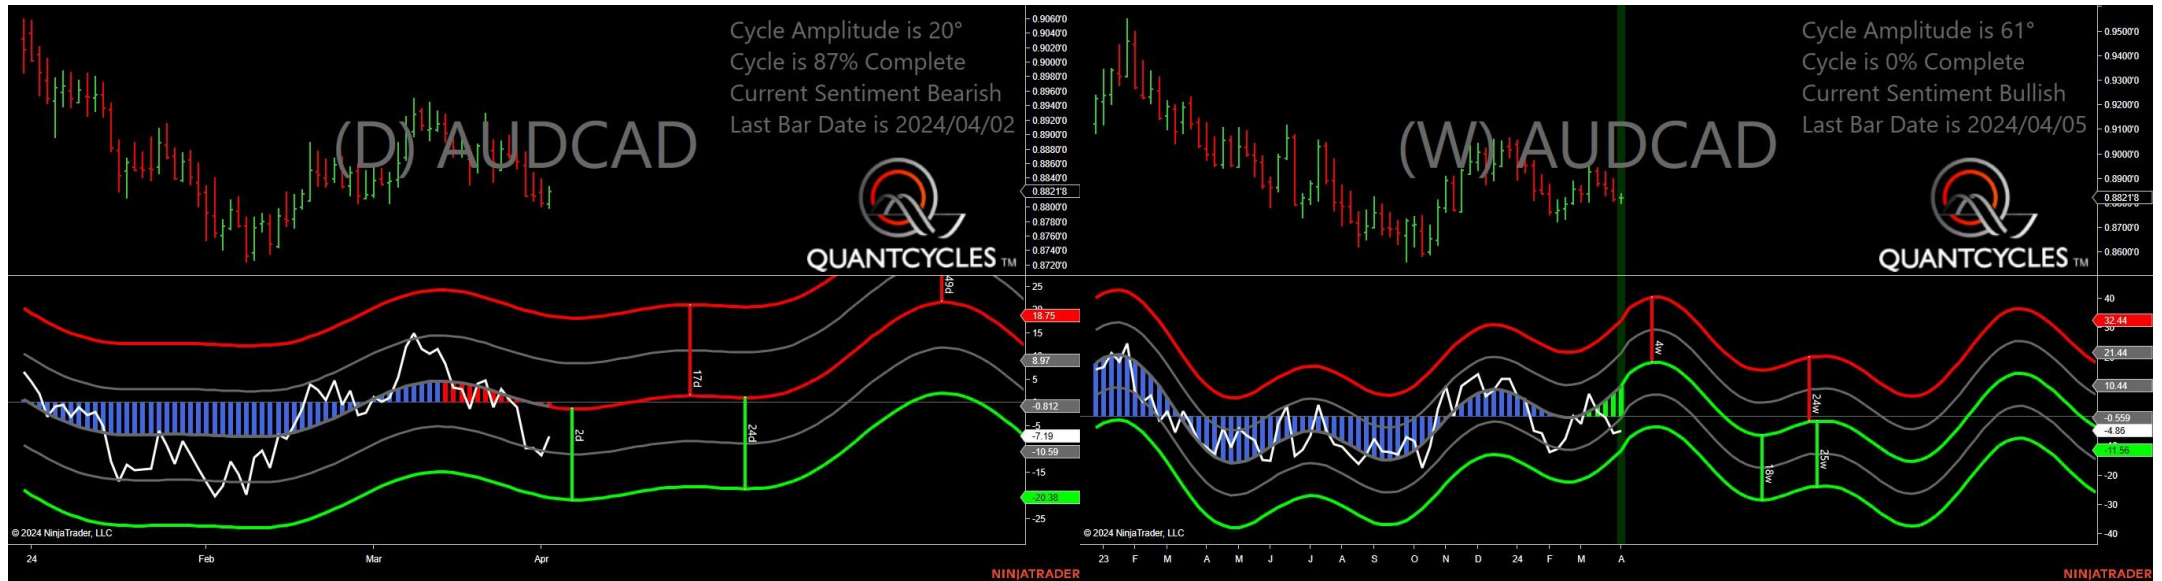 Cycle Amplitude is 20°
Cycle is 87% Complete
Current Sentiment Bearish
Last Bar Date is 2024/04/02
(D) AUDCAD
QUANTCYCLES TM
0.9060'0
0.9040'0
0.9020'0
0.9000'0
0.8980'0
0.8960'0
0.8940'0
0.8920'0
0.8900'0
0.8880'0
0.8860'0
0.8840'0
0.8821'8
0.8800'0
0.8780'0
0.8760'0
0.8740'0
0.8720'0
49d
17d
2d
24d
25
18.75
15
8.97
5
-0.812
-5
-7.19
-10.59
-15
-20.38
-25
© 2024 NinjaTrader, LLC
24 Feb Mar Apr
NINJATRADER
Cycle Amplitude is 61°
Cycle is 0% Complete
Current Sentiment Bullish
Last Bar Date is 2024/04/05
(W) AUDCAD
QUANTCYCLES TM
0.9500'0
0.9400'0
0.9300'0
0.9200'0
0.9100'0
0.9000'0
0.8900'0
0.8821'8
0.8700'0
0.8600'0
4w
24w
18w
25w
40
32.44
30
21.44
10.44
-0.559
-4.86
-11.56
-20
-30
-40
© 2024 NinjaTrader, LLC
23 F M A M J J A S O N D 24 F M A
NINJATRADER